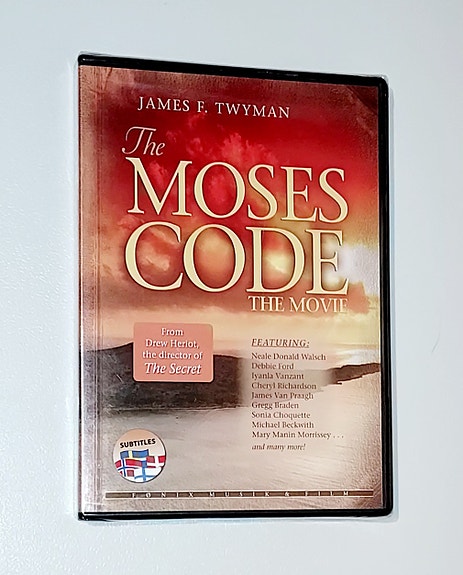 JAMES F. TWYMAN
The
MOSES
CODE
THE MOVIE
From
Drew Heriot,
the director of
The Secret
FEATURING:
Neale Donald Walsch
Debbie Ford
Iyanla Vanzant
Cheryl Richardson
James Van Praagh
Gregg Braden
Sonia Choquette
Michael Beckwith
Mary Manin Morrissey . . .
and many more!
SUBTITLES
FØNIX MUSIK & FILM